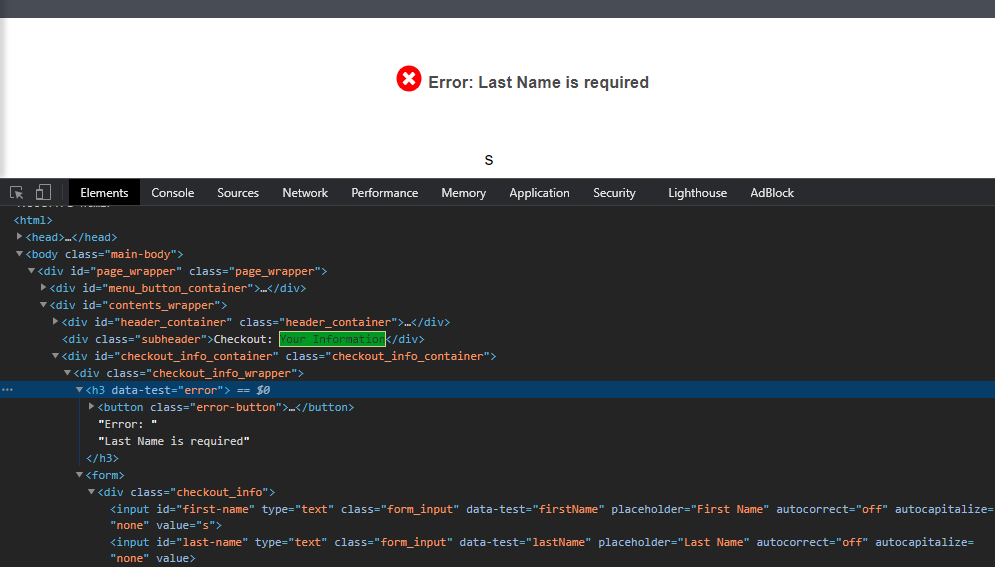 Error: Last Name is required
s
Elements Console Sources Network Performance Memory Application Security Lighthouse AdBlock
<html>
<head>…</head>
<body class="main-body">
<div id="page_wrapper" class="page_wrapper">
<div id="menu_button_container">…</div>
<div id="contents_wrapper">
<div id="header_container" class="header_container">…</div>
<div class="subheader">Checkout: Your Information</div>
<div id="checkout_info_container" class="checkout_info_container">
<div class="checkout_info_wrapper">
… <h3 data-test="error"> == $0
<button class="error-button">…</button>
"Error: "
"Last Name is required"
</h3>
<form>
<div class="checkout_info">
<input id="first-name" type="text" class="form_input" data-test="firstName" placeholder="First Name" autocorrect="off" autocapitalize=
"none" value="s">
<input id="last-name" type="text" class="form_input" data-test="lastName" placeholder="Last Name" autocorrect="off" autocapitalize=
"none" value>